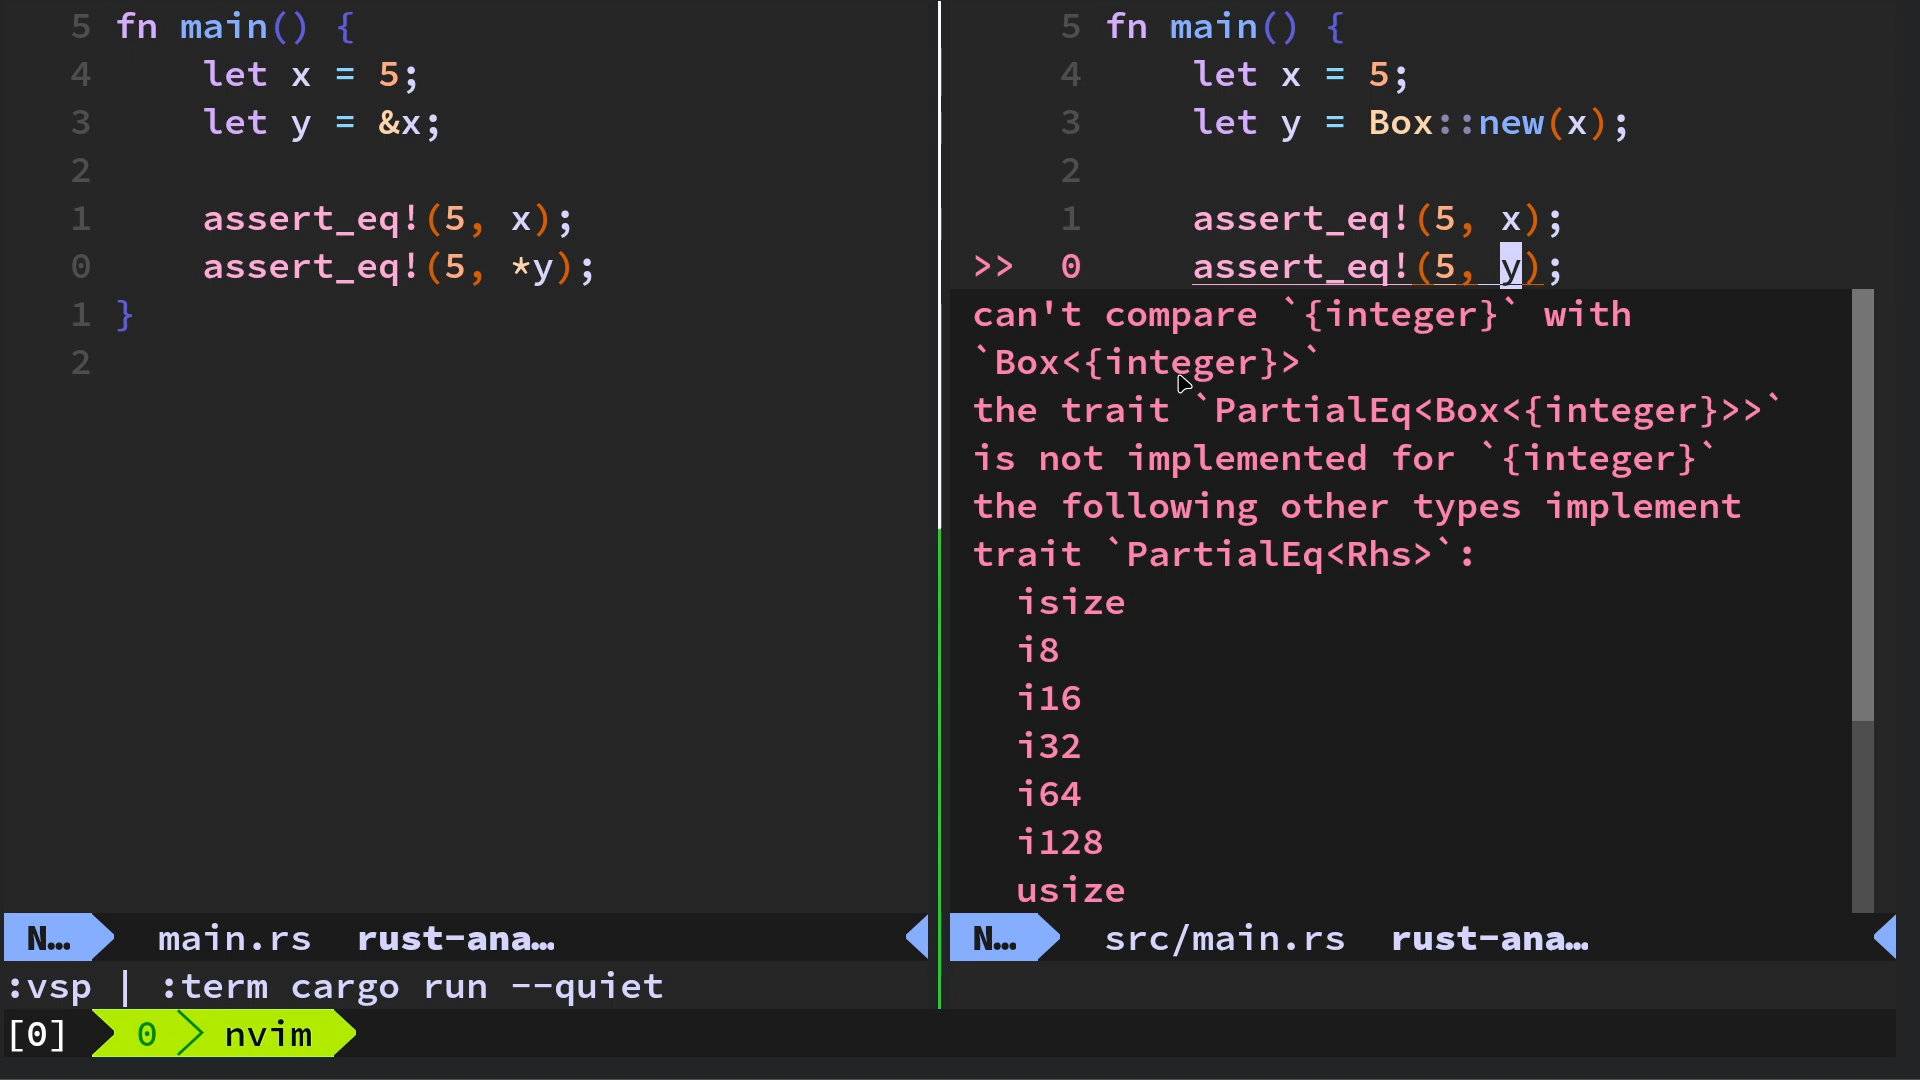 5 fn main() {
4     let x = 5;
3     let y = &x;
2
1     assert_eq!(5, x);
0     assert_eq!(5, *y);
1 }
2
N… main.rs rust-ana…
:vsp | :term cargo run --quiet
5 fn main() {
4     let x = 5;
3     let y = Box::new(x);
2
1     assert_eq!(5, x);
>> 0     assert_eq!(5, y);
can't compare `{integer}` with
`Box<{integer}>`
the trait `PartialEq<Box<{integer}>>`
is not implemented for `{integer}`
the following other types implement
trait `PartialEq<Rhs>`:
  isize
  i8
  i16
  i32
  i64
  i128
  usize
N… src/main.rs rust-ana…
[0] 0 nvim